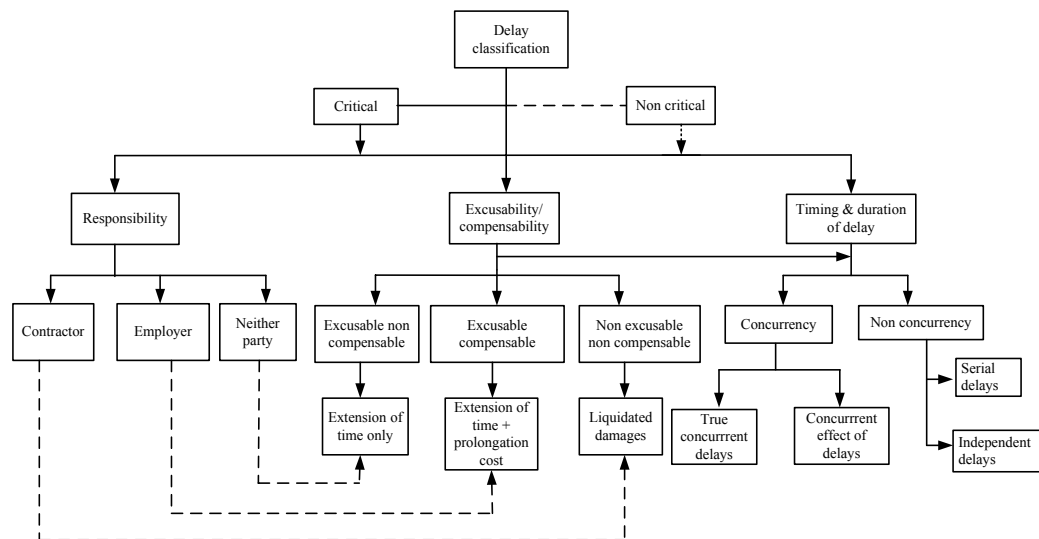 Delay
classification
Critical
Non critical
Responsibility
Excusability/
compensability
Timing & duration
of delay
Contractor
Employer
Neither
party
Excusable non
compensable
Excusable
compensable
Non excusable
non compensable
Concurrency
Non concurrency
Serial
delays
Extension of
time only
Extension of
time +
prolongation
cost
Liquidated
damages
True
concurrrent
delays
Concurrrent
effect of
delays
Independent
delays